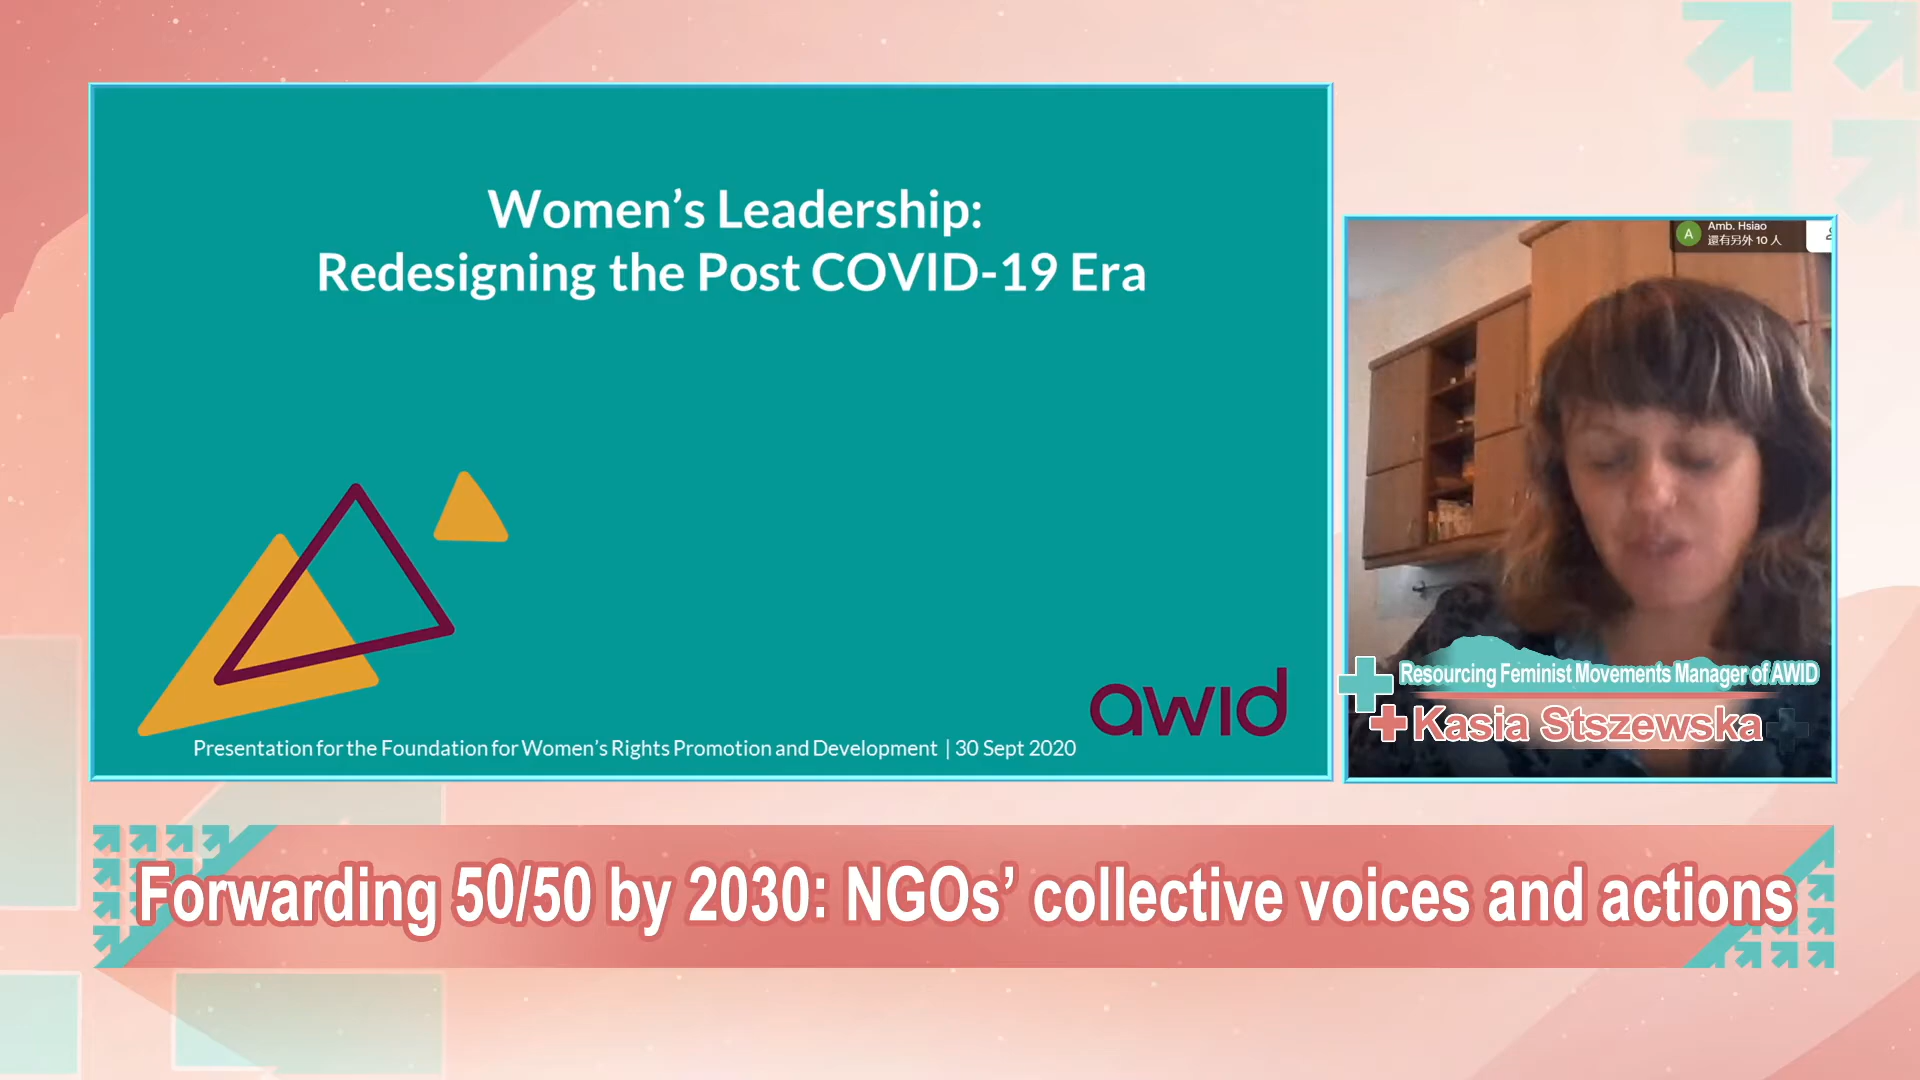 Women's Leadership:
Redesigning the Post COVID-19 Era
awid
Presentation for the Foundation for Women's Rights Promotion and Development | 30 Sept 2020
A
Amb. Hsiao
還有另外 10 人
Resourcing Feminist Movements Manager of AWID
Kasia Stszewska
Forwarding 50/50 by 2030: NGOs' collective voices and actions